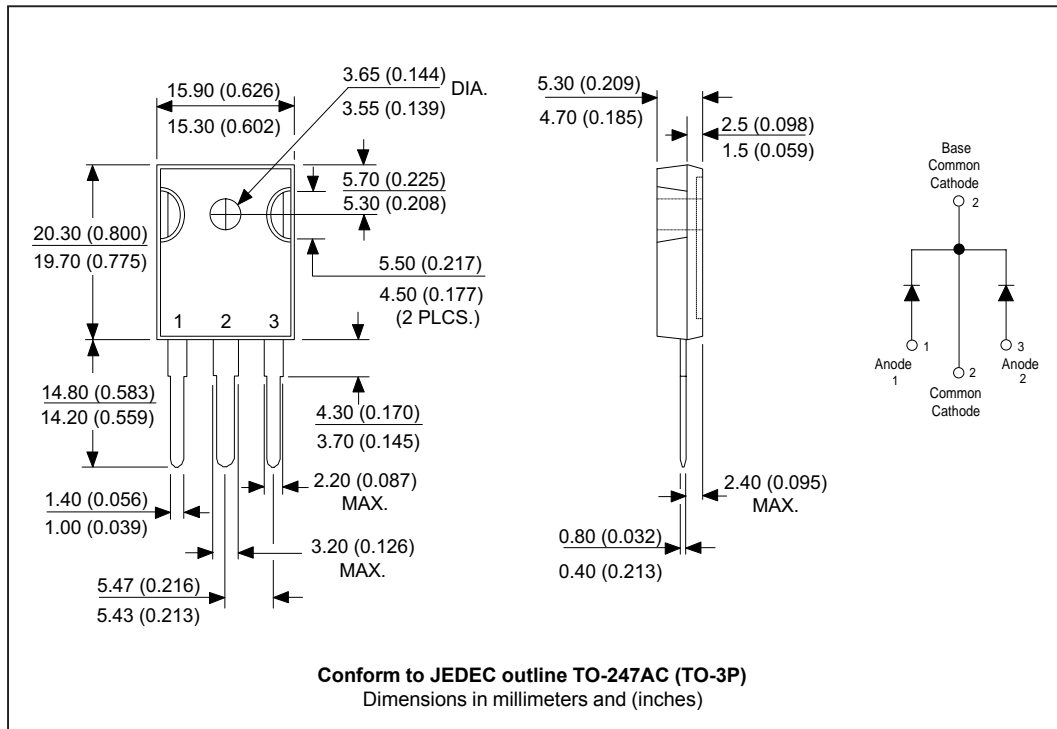 15.90 (0.626)
15.30 (0.602)
3.65 (0.144)
3.55 (0.139)
DIA.
5.70 (0.225)
5.30 (0.208)
20.30 (0.800)
19.70 (0.775)
5.50 (0.217)
4.50 (0.177)
(2 PLCS.)
1 2 3
14.80 (0.583)
14.20 (0.559)
4.30 (0.170)
3.70 (0.145)
1.40 (0.056)
1.00 (0.039)
2.20 (0.087)
MAX.
3.20 (0.126)
MAX.
5.47 (0.216)
5.43 (0.213)
5.30 (0.209)
4.70 (0.185)
2.5 (0.098)
1.5 (0.059)
2.40 (0.095)
MAX.
0.80 (0.032)
0.40 (0.213)
Base
Common
Cathode
2
1
Anode
1
2
Common
Cathode
3
Anode
2
Conform to JEDEC outline TO-247AC (TO-3P)
Dimensions in millimeters and (inches)